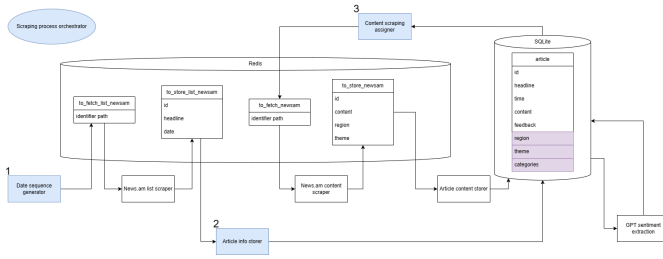 3
Scraping process orchestrator
Content scraping
assigner
SQLite
Redis
article
id
headline
time
content
feedback
region
theme
categories
to_fetch_list_newsam
identifier path
to_store_list_newsam
id
headline
date
to_fetch_newsam
identifier path
to_store_newsam
id
content
region
theme
1
Date sequence
generator
News.am list scraper
News.am content
scraper
Article content storer
2
Article info storer
GPT sentiment
extraction